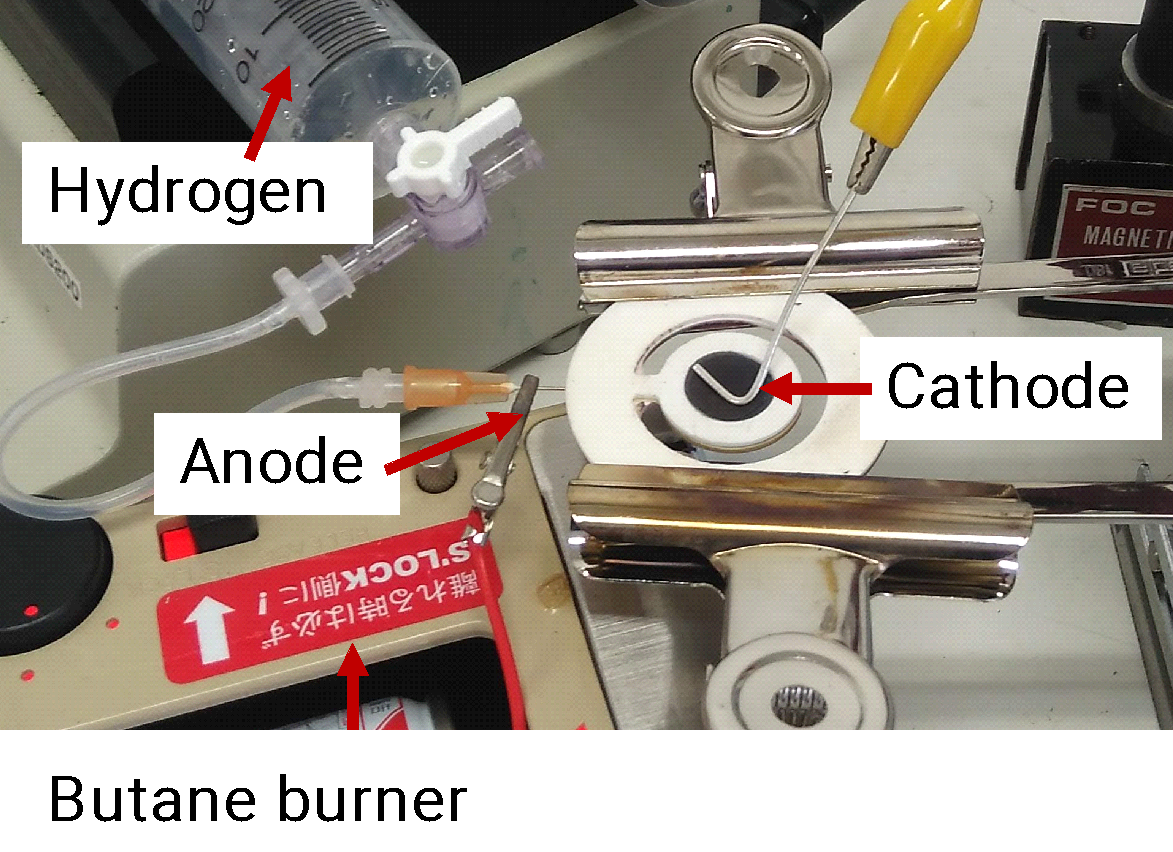 20
10
Hydrogen
FOC
MAGNETI
Cathode
Anode
S'LOCK側に!
離れる時は必ず
Butane burner